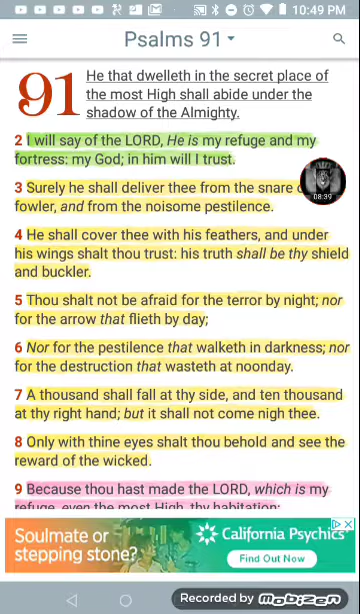 10:49 PM
Psalms 91
91 He that dwelleth in the secret place of
the most High shall abide under the
shadow of the Almighty.
2 I will say of the LORD, He is my refuge and my
fortress: my God; in him will I trust.
3 Surely he shall deliver thee from the snare
fowler, and from the noisome pestilence.
08:39
4 He shall cover thee with his feathers, and under
his wings shalt thou trust: his truth shall be thy shield
and buckler.
5 Thou shalt not be afraid for the terror by night; nor
for the arrow that flieth by day;
6 Nor for the pestilence that walketh in darkness; nor
for the destruction that wasteth at noonday.
7 A thousand shall fall at thy side, and ten thousand
at thy right hand; but it shall not come nigh thee.
8 Only with thine eyes shalt thou behold and see the
reward of the wicked.
9 Because thou hast made the LORD, which is my
refuge, even the most High, thy habitation;
Soulmate or
stepping stone?
California Psychics
Find Out Now
Recorded by Mobizen